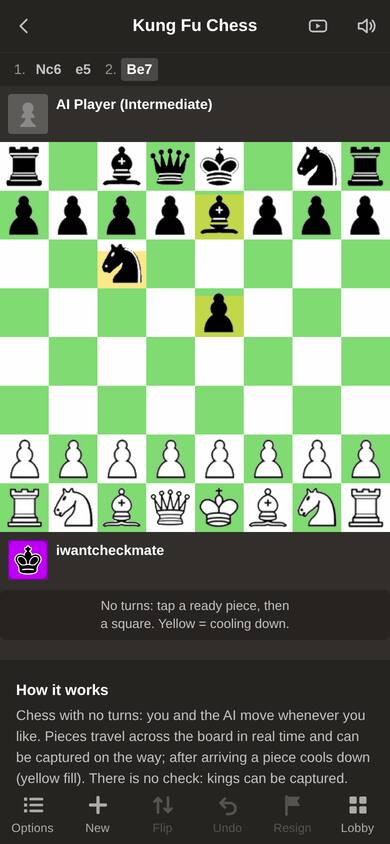 Kung Fu Chess
1. Nc6 e5 2. Be7
AI Player (Intermediate)
iwantcheckmate
No turns: tap a ready piece, then
a square. Yellow = cooling down.
How it works
Chess with no turns: you and the AI move whenever you
like. Pieces travel across the board in real time and can
be captured on the way; after arriving a piece cools down
(yellow fill). There is no check: kings can be captured.
Options New Flip Undo Resign Lobby